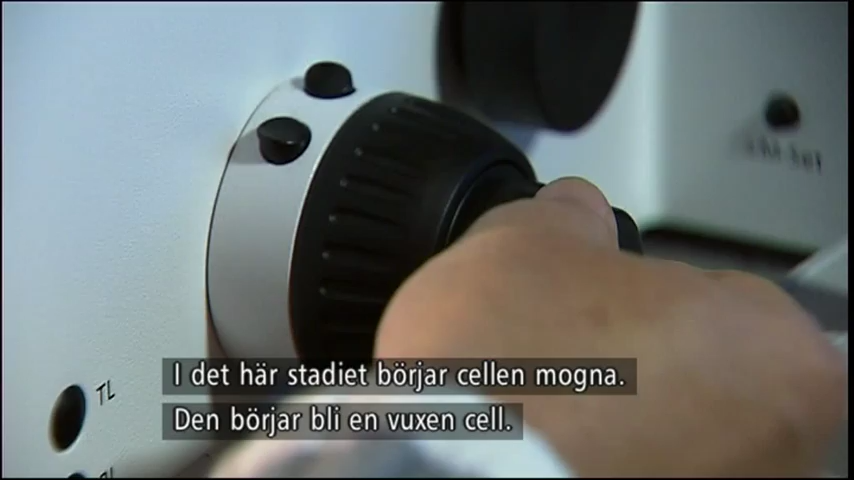 TL
I det här stadiet börjar cellen mogna.
Den börjar bli en vuxen cell.